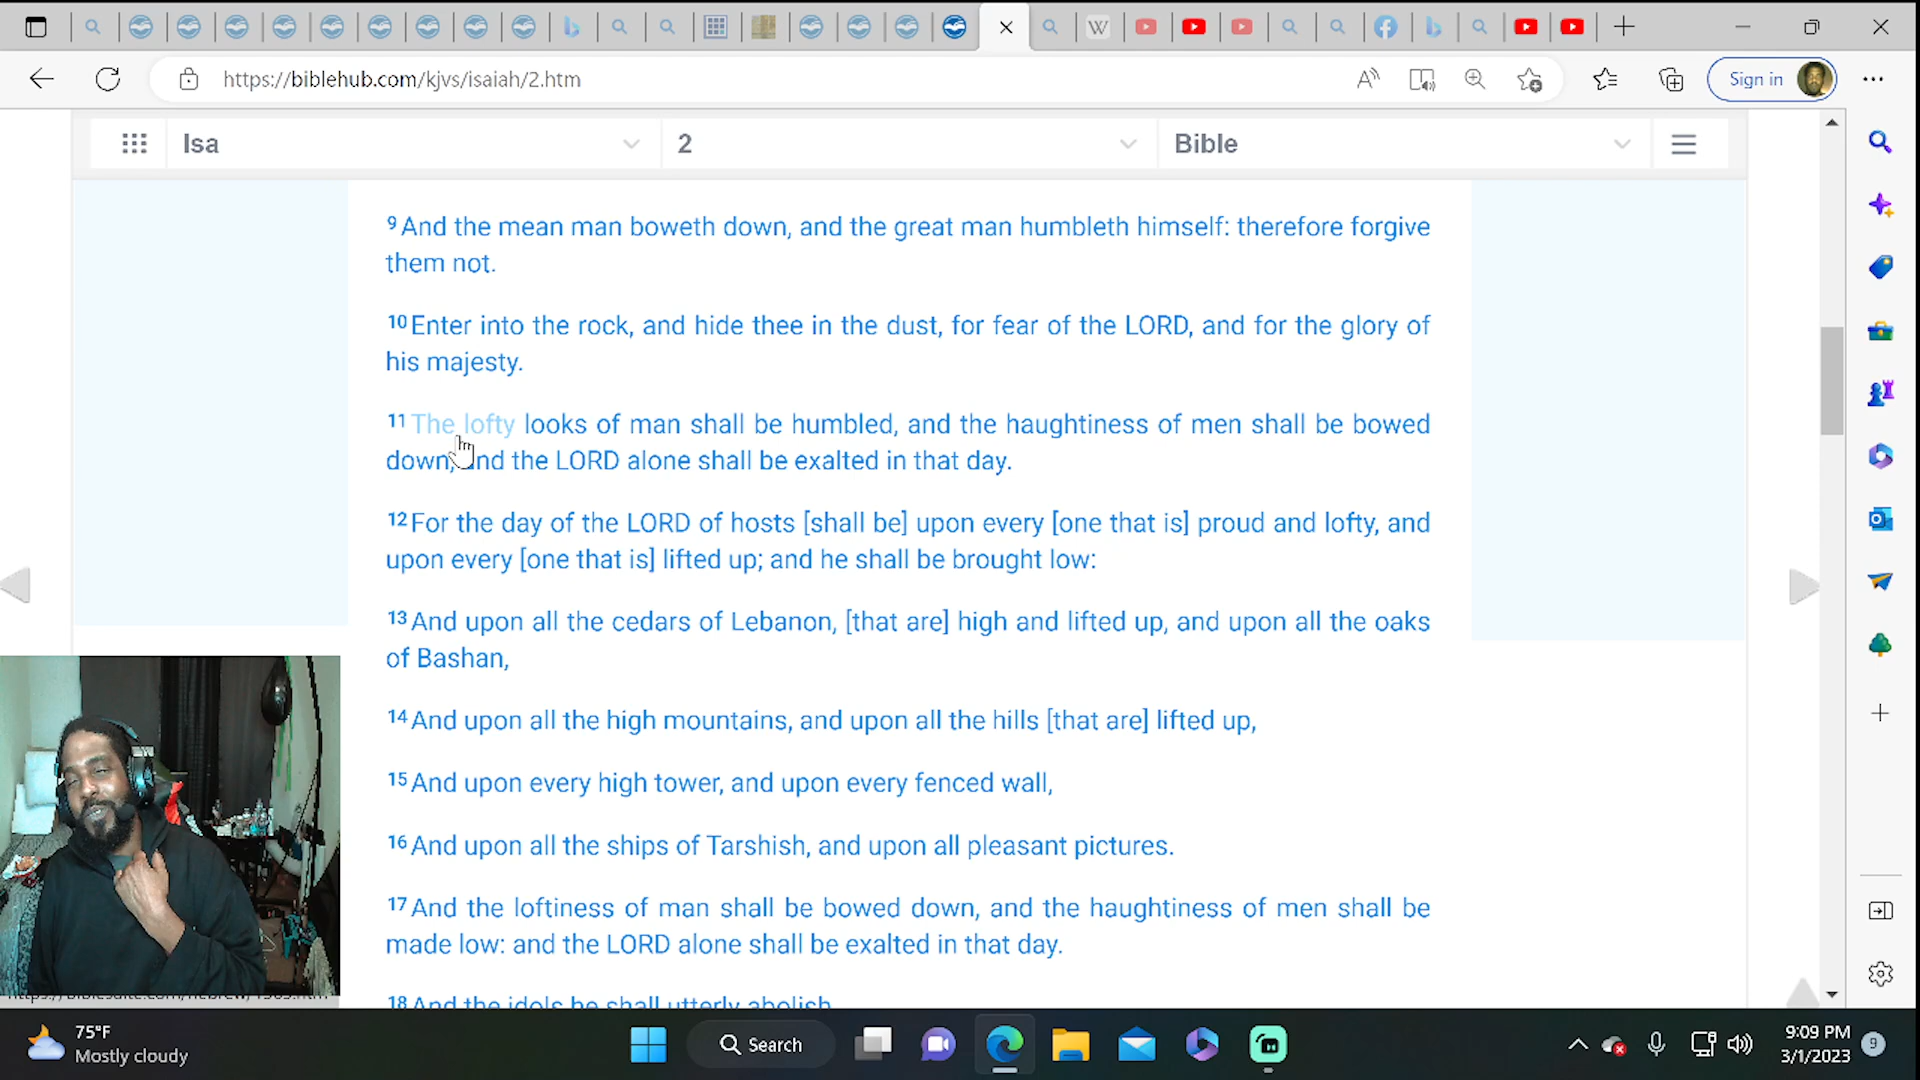 https://biblehub.com/kjvs/isaiah/2.htm
Sign in
Isa
2
Bible
9 And the mean man boweth down, and the great man humbleth himself: therefore forgive
them not.
10 Enter into the rock, and hide thee in the dust, for fear of the LORD, and for the glory of
his majesty.
11 The lofty looks of man shall be humbled, and the haughtiness of men shall be bowed
down, and the LORD alone shall be exalted in that day.
12 For the day of the LORD of hosts [shall be] upon every [one that is] proud and lofty, and
upon every [one that is] lifted up; and he shall be brought low:
13 And upon all the cedars of Lebanon, [that are] high and lifted up, and upon all the oaks
of Bashan,
14 And upon all the high mountains, and upon all the hills [that are] lifted up,
15 And upon every high tower, and upon every fenced wall,
16 And upon all the ships of Tarshish, and upon all pleasant pictures.
17 And the loftiness of man shall be bowed down, and the haughtiness of men shall be
made low: and the LORD alone shall be exalted in that day.
18 And the idols he shall utterly abolish
75°F
Mostly cloudy
Search
9:09 PM
3/1/2023
9